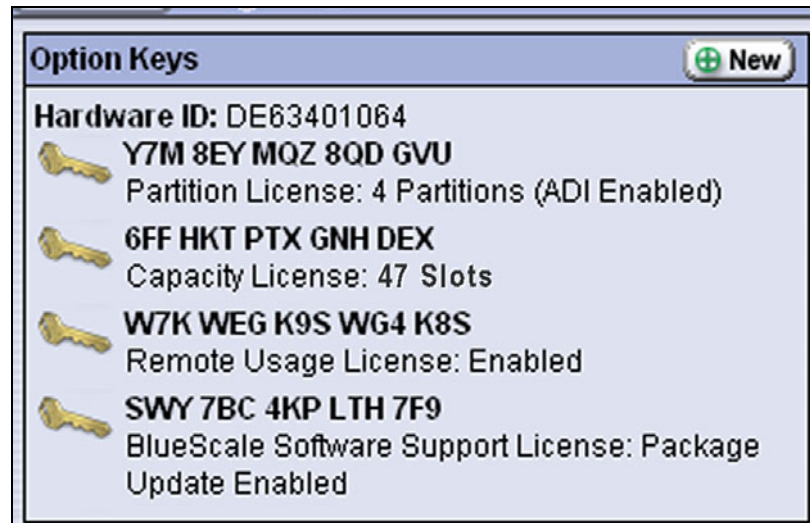 Option Keys
New
Hardware ID: DE63401064
Y7M 8EY MQZ 8QD GVU
Partition License: 4 Partitions (ADI Enabled)
6FF HKT PTX GNH DEX
Capacity License: 47 Slots
W7K WEG K9S WG4 K8S
Remote Usage License: Enabled
SWY 7BC 4KP LTH 7F9
BlueScale Software Support License: Package
Update Enabled